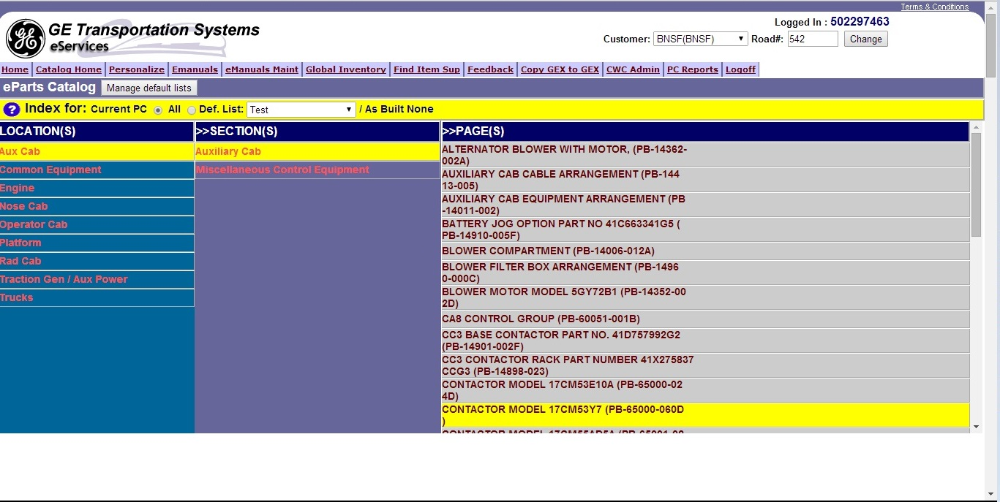 Terms & Conditions
GE Transportation Systems
eServices
Logged In : 502297463
Customer: BNSF(BNSF) Road#: 542 Change
Home Catalog Home Personalize Emanuals eManuals Maint Global Inventory Find Item Sup Feedback Copy GEX to GEX CWC Admin PC Reports Logoff
eParts Catalog Manage default lists
? Index for: Current PC All Def. List: Test / As Built None
LOCATION(S)
Aux Cab
Common Equipment
Engine
Nose Cab
Operator Cab
Platform
Rad Cab
Traction Gen / Aux Power
Trucks
>>SECTION(S)
Auxiliary Cab
Miscellaneous Control Equipment
>>PAGE(S)
ALTERNATOR BLOWER WITH MOTOR, (PB-14362-
002A)
AUXILIARY CAB CABLE ARRANGEMENT (PB-144
13-005)
AUXILIARY CAB EQUIPMENT ARRANGEMENT (PB
-14011-002)
BATTERY JOG OPTION PART NO 41C663341G5 (
PB-14910-005F)
BLOWER COMPARTMENT (PB-14006-012A)
BLOWER FILTER BOX ARRANGEMENT (PB-1496
0-000C)
BLOWER MOTOR MODEL 5GY72B1 (PB-14352-00
2D)
CA8 CONTROL GROUP (PB-60051-001B)
CC3 BASE CONTACTOR PART NO. 41D757992G2
(PB-14901-002F)
CC3 CONTACTOR RACK PART NUMBER 41X275837
CCG3 (PB-14898-023)
CONTACTOR MODEL 17CM53E10A (PB-65000-02
4D)
CONTACTOR MODEL 17CM53Y7 (PB-65000-060D
)
CONTACTOR MODEL